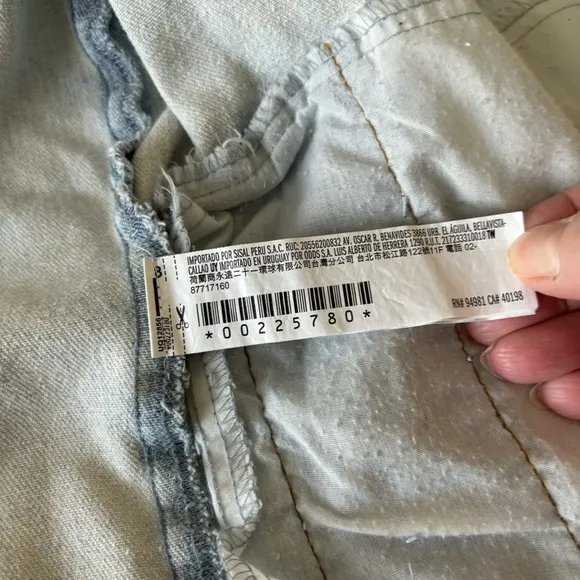 IMPORTADO POR SISAL PERU S.A.C. RUC: 20556200832 AV. OSCAR R. BENAVIDES 3866 URB. EL ÁGUILA, BELLAVISTA-
CALLAO UY IMPORTADO EN URUGUAY POR ODOS S.A. LUIS ALBERTO DE HERRERA 1290 R.U.T. 217233310018 TW
荷蘭商永遠二十一環球有限公司台灣分公司 台北市松江路122號11F 電話 02-
87717160
*00225780*
RN# 94981 CA# 40198